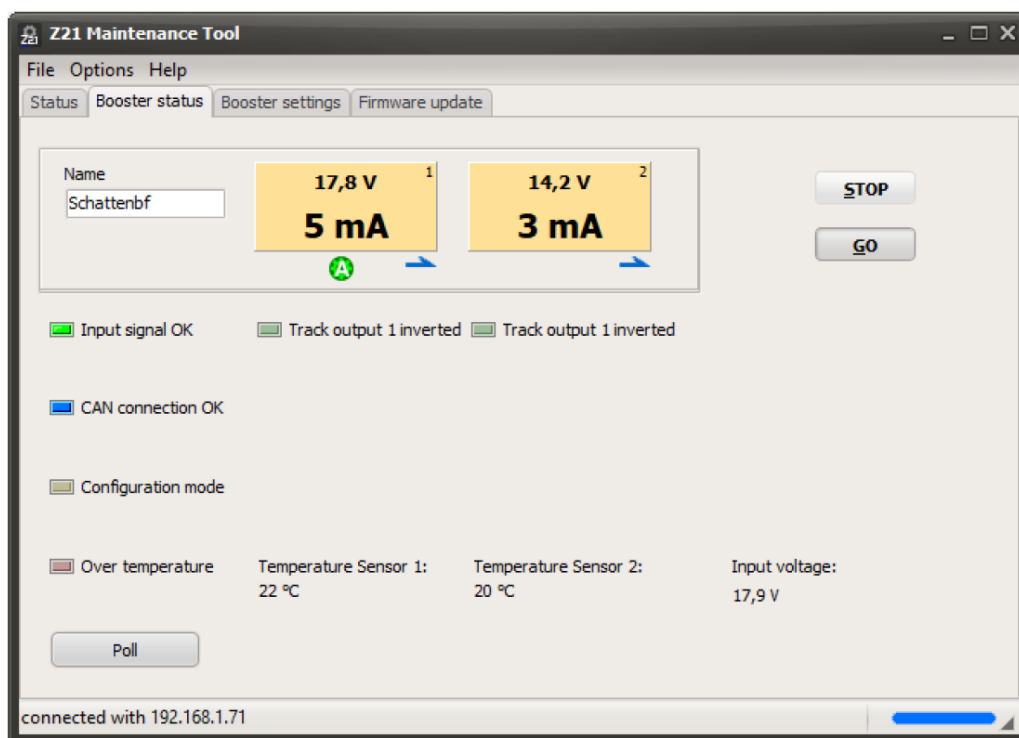 Z21 Z21 Maintenance Tool
File Options Help
Status Booster status Booster settings Firmware update
Name
Schattenbf
17,8 V 1
5 mA
A
14,2 V 2
3 mA
STOP
GO
Input signal OK Track output 1 inverted Track output 1 inverted
CAN connection OK
Configuration mode
Over temperature Temperature Sensor 1: Temperature Sensor 2: Input voltage:
22 ºC 20 ºC 17,9 V
Poll
connected with 192.168.1.71